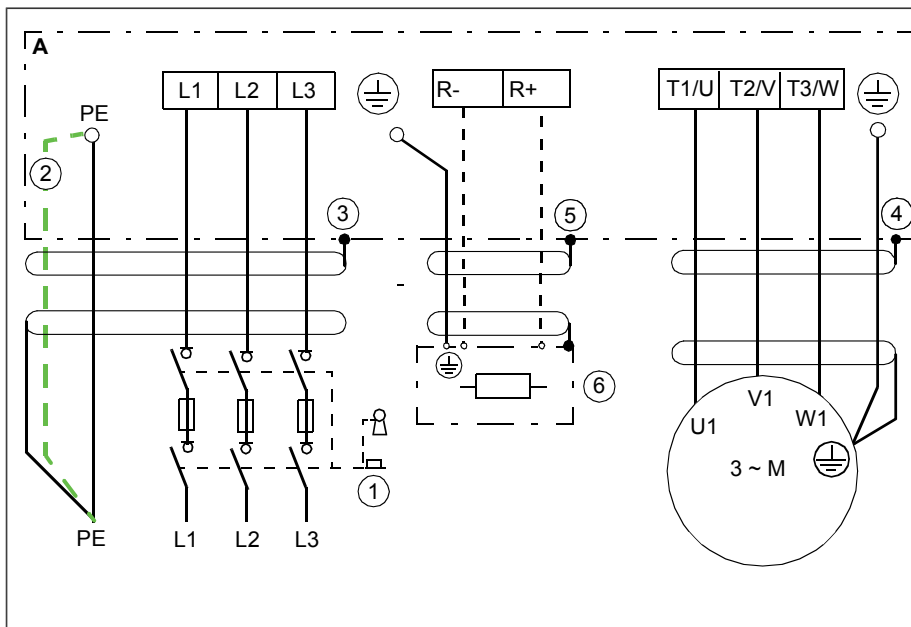 A
L1 L2 L3
R- R+
T1/U T2/V T3/W
PE
2
3
5
4
6
V1
U1 W1
3 ~ M
1
PE L1 L2 L3